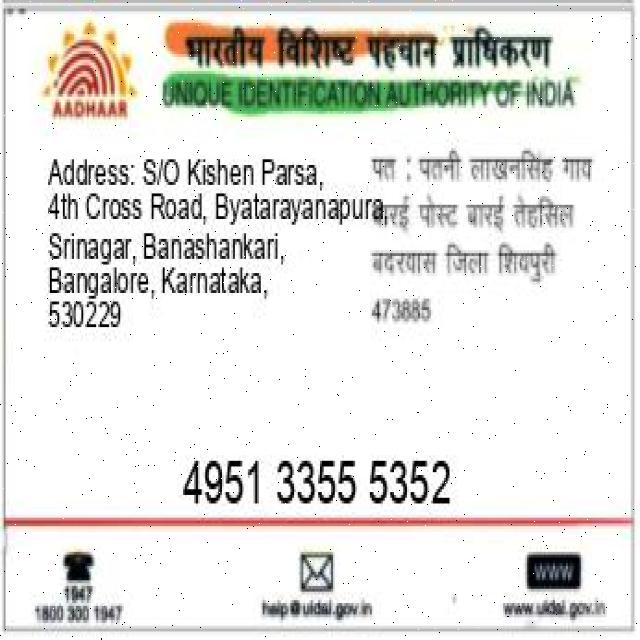 भारतीय विशिष्ट पहचान प्राधिकरण
AADHAAR
UNIQUE IDENTIFICATION AUTHORITY OF INDIA
Address: S/O Kishen Parsa,
4th Cross Road, Byatarayanapura,
Srinagar, Banashankari,
Bangalore, Karnataka,
530229
पत : पतनी लाखनसिंह गाव
बारई पोस्ट बारई तेहसिल
बदरवास जिला शिवपुरी
473885
4951 3355 5352
1947
1800 300 1947
help@uidai.gov.in
www
www.uidai.gov.in